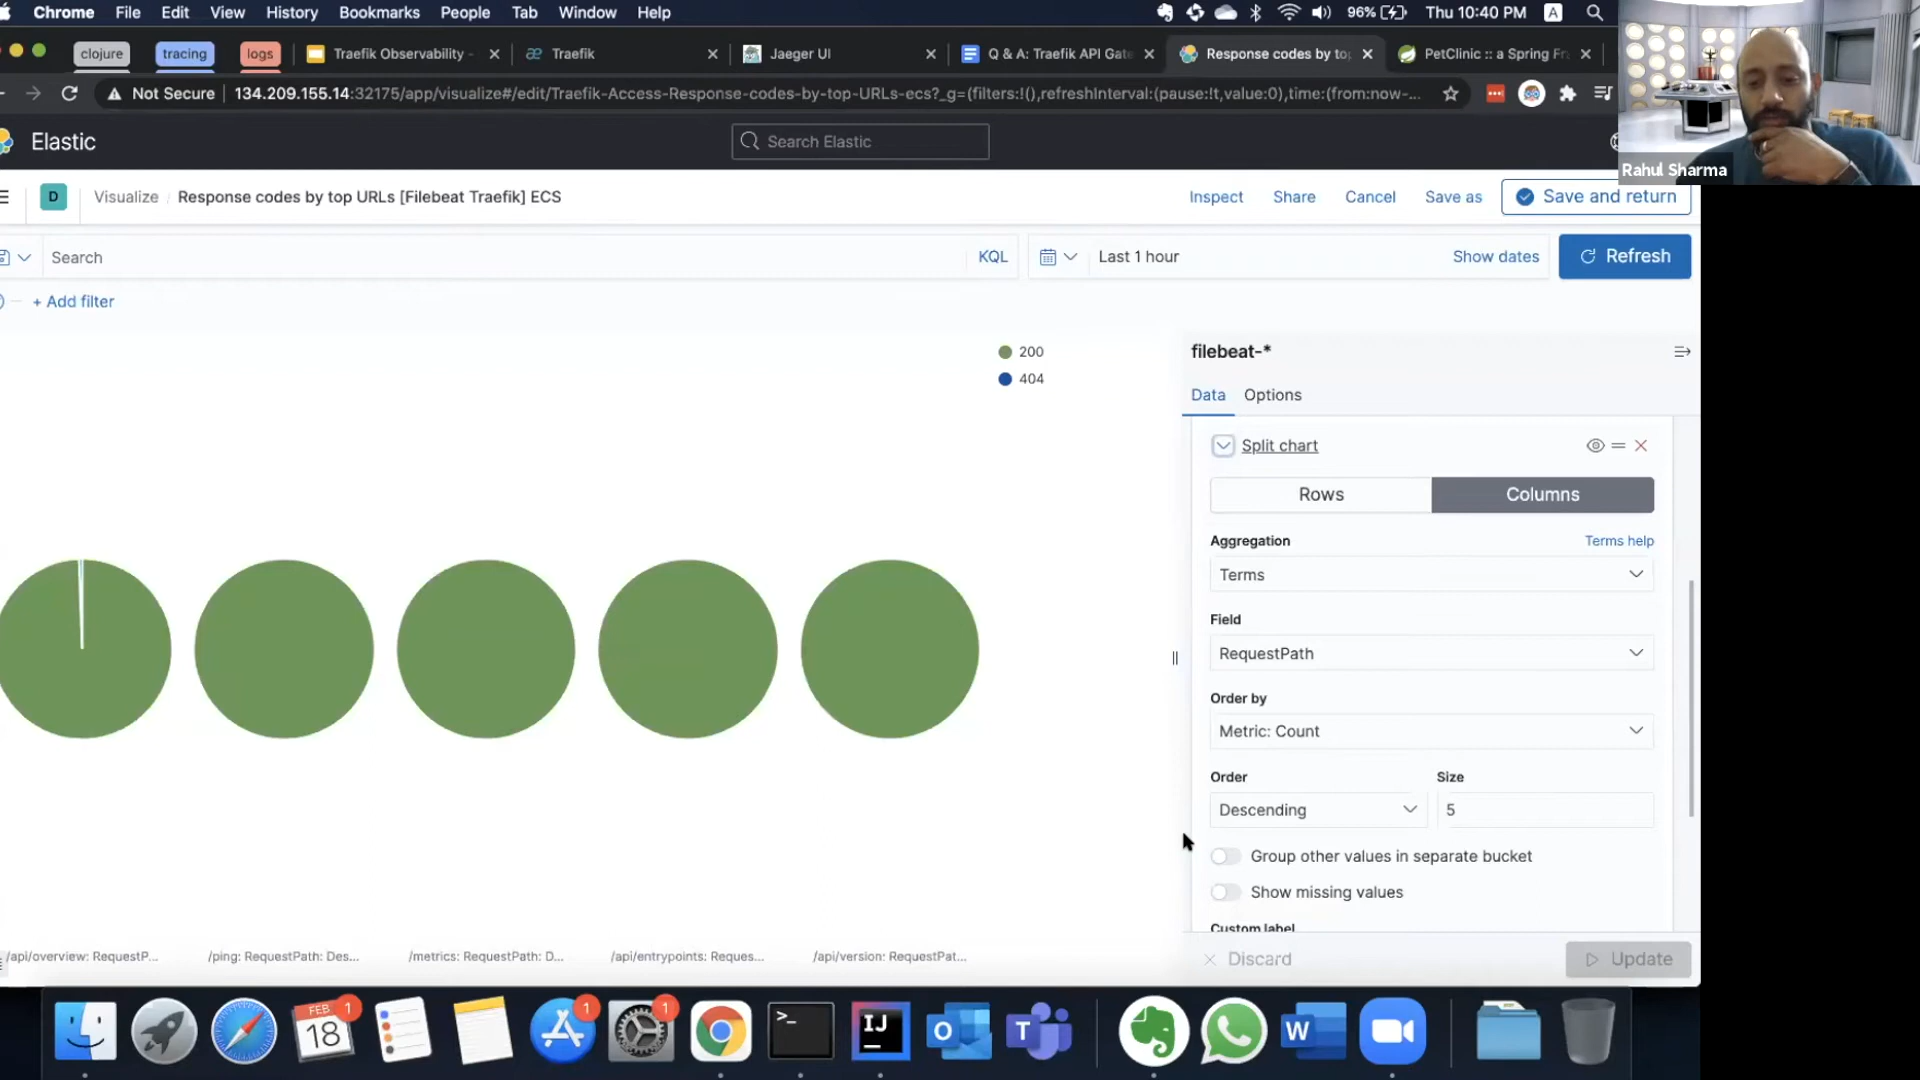 Chrome File Edit View History Bookmarks People Tab Window Help 96% Thu 10:40 PM A
clojure tracing logs Traefik Observability - Traefik Jaeger UI Q & A: Traefik API Gate Response codes by to PetClinic :: a Spring Fr
Not Secure 134.209.155.14:32175/app/visualize#/edit/Traefik-Access-Response-codes-by-top-URLs-ecs?_g=(filters:!(),refreshInterval:(pause:!t,value:0),time:(from:now-...
Elastic Search Elastic
Rahul Sharma
D Visualize / Response codes by top URLs [Filebeat Traefik] ECS Inspect Share Cancel Save as Save and return
Search KQL Last 1 hour Show dates Refresh
+ Add filter
200
404
filebeat-*
Data Options
Split chart
Rows Columns
Aggregation Terms help
Terms
Field
RequestPath
Order by
Metric: Count
Order Size
Descending 5
Group other values in separate bucket
Show missing values
Custom label
/api/overview: RequestP... /ping: RequestPath: Des... /metrics: RequestPath: D... /api/entrypoints: Reques... /api/version: RequestPat...
Discard Update
FEB 18 1 1 1 >_ IJ O T W